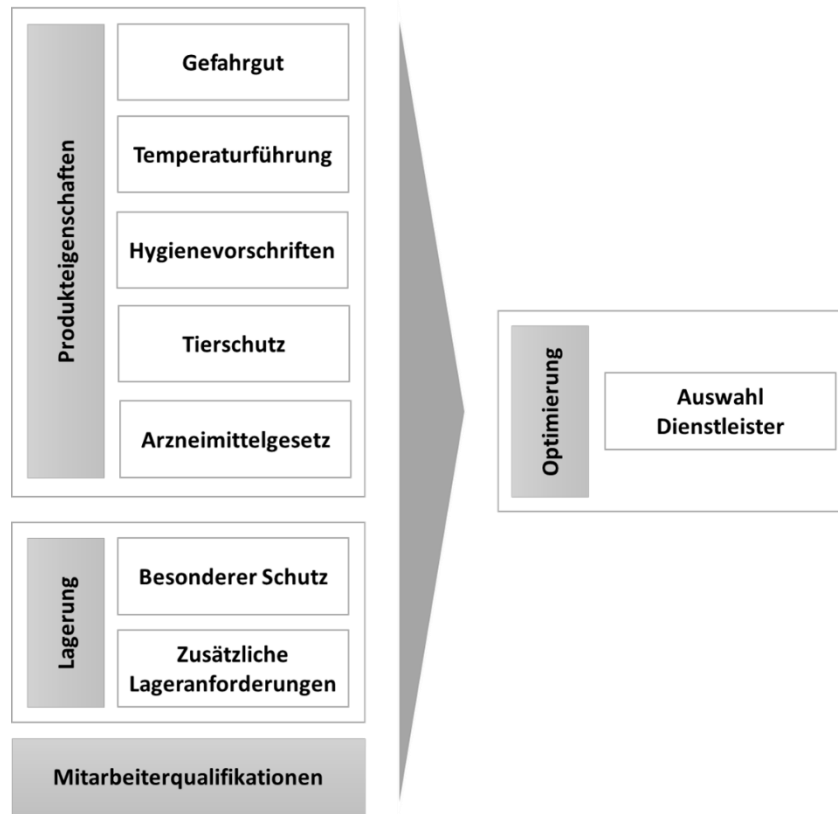 Produkteigenschaften
Gefahrgut
Temperaturführung
Hygienevorschriften
Tierschutz
Arzneimittelgesetz
Lagerung
Besonderer Schutz
Zusätzliche
Lageranforderungen
Mitarbeiterqualifikationen
Optimierung
Auswahl
Dienstleister